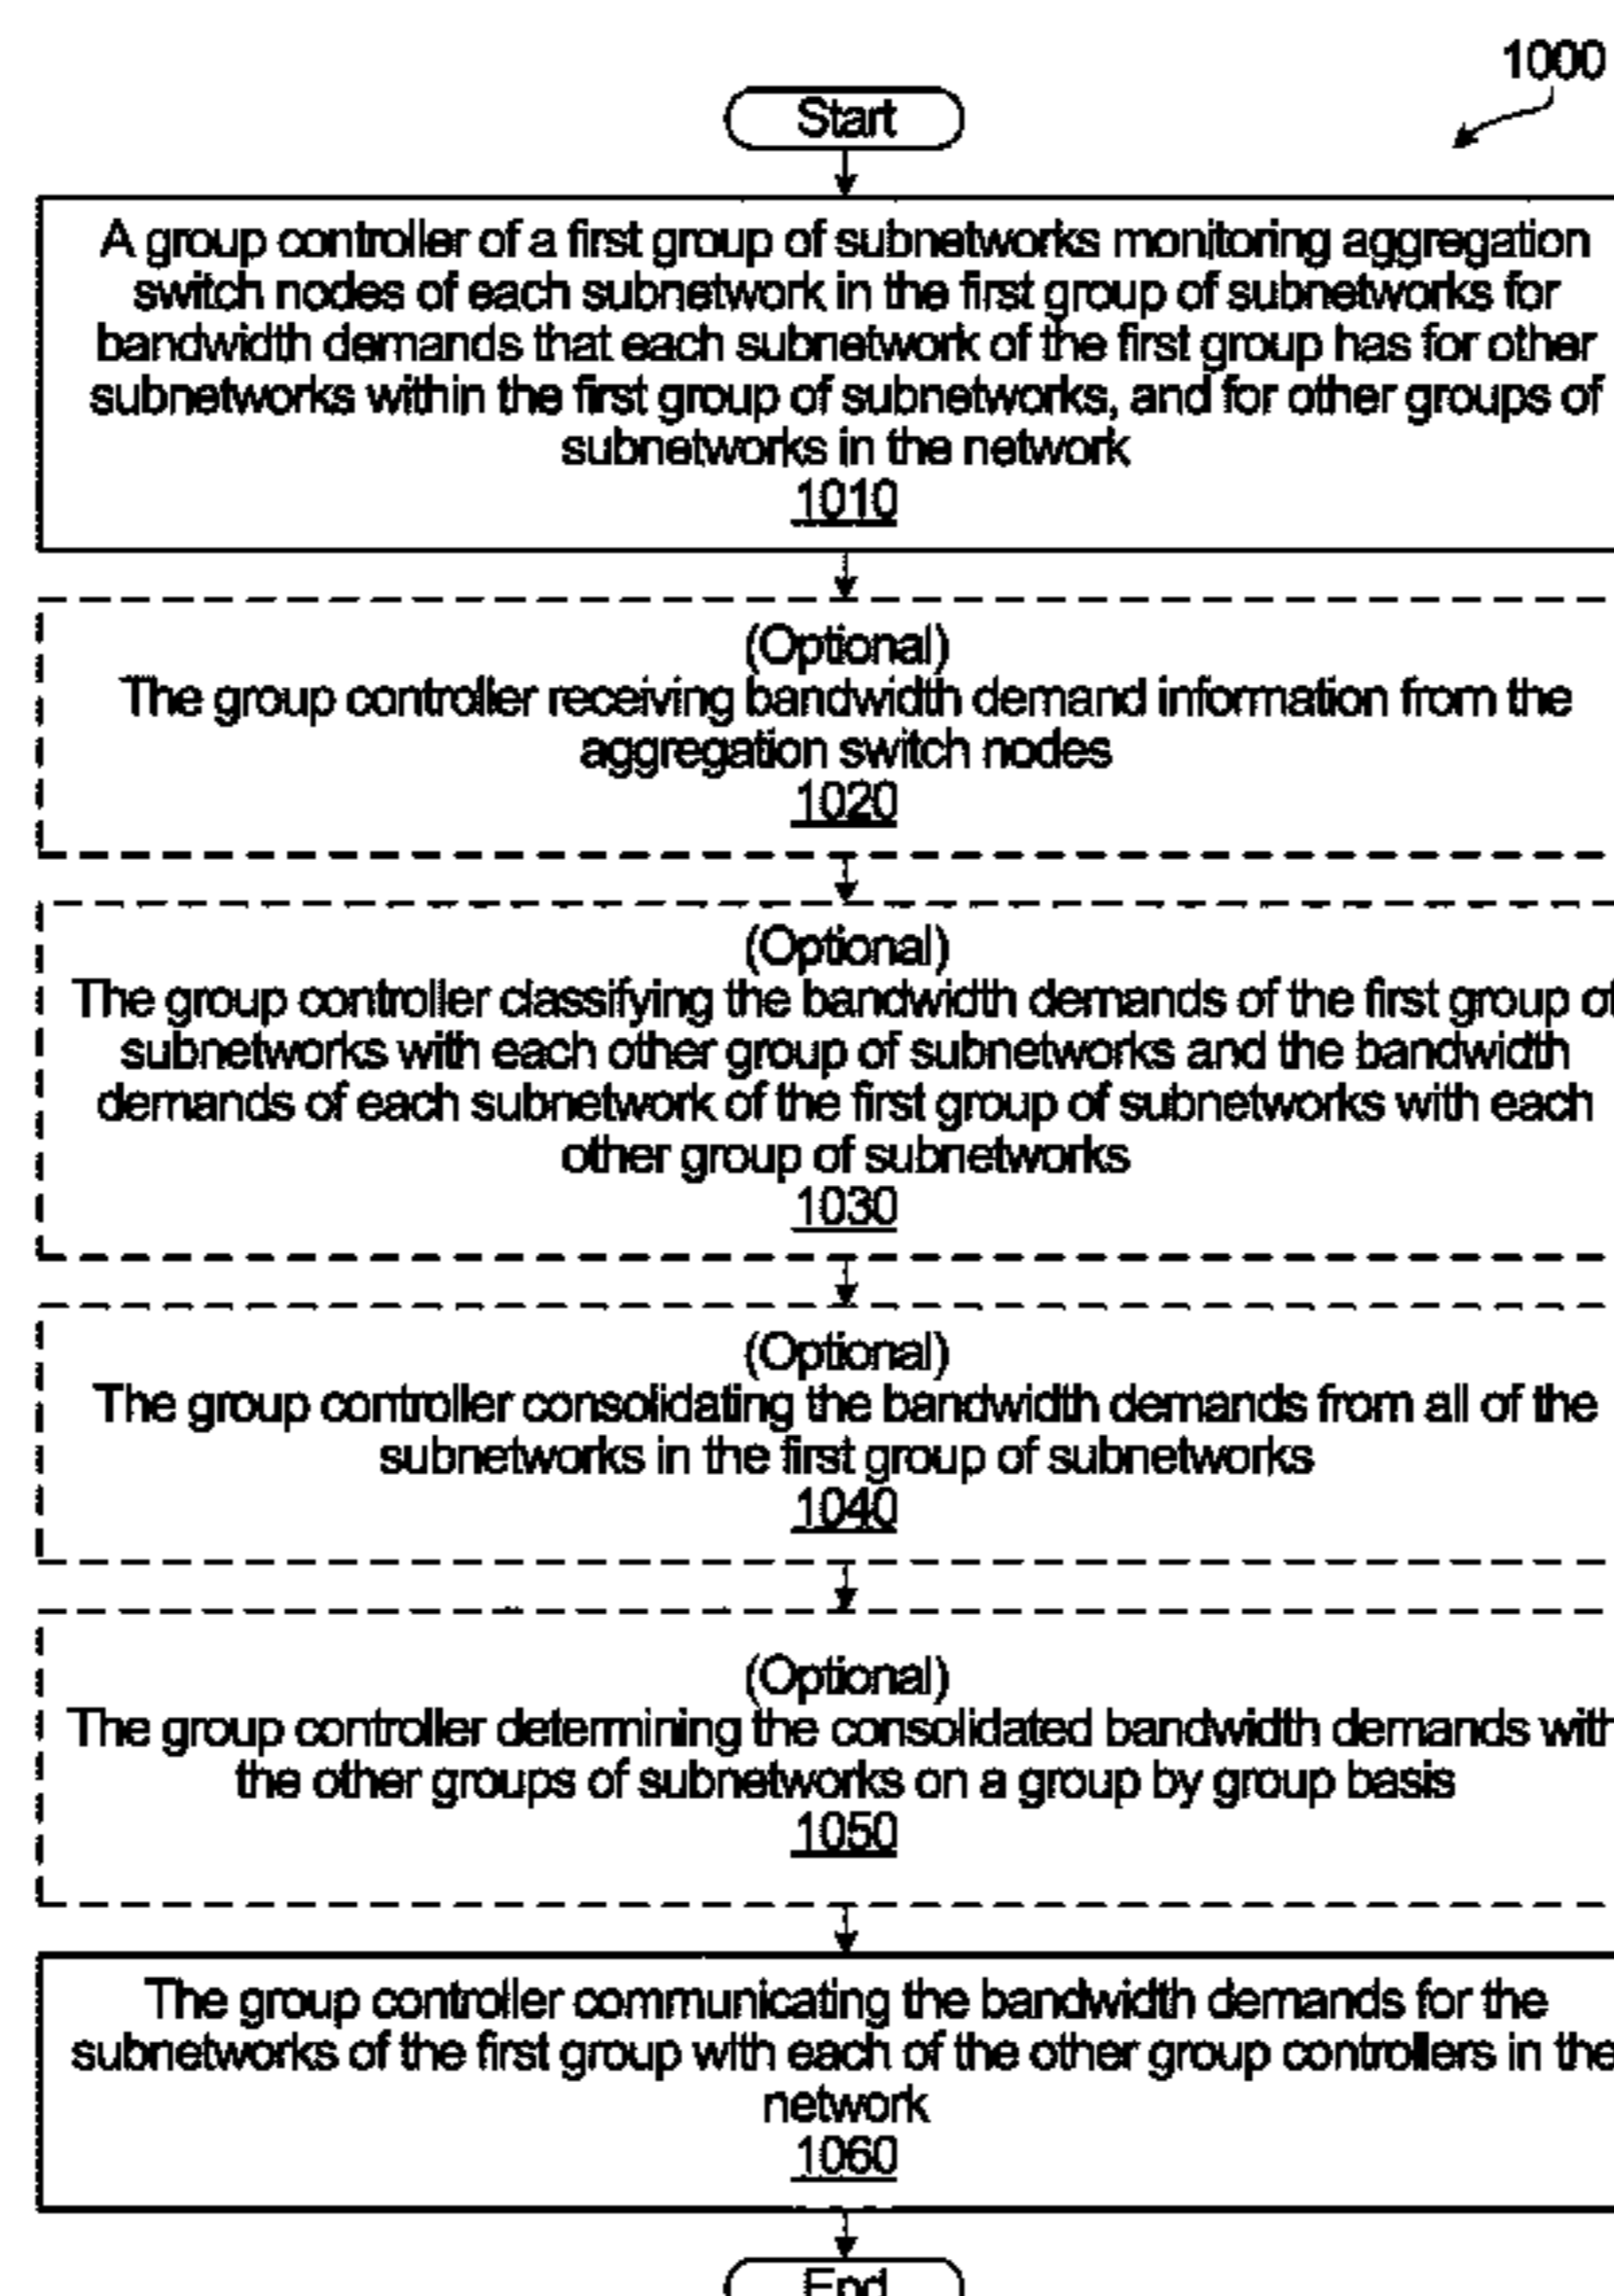 1000
Start
A group controller of a first group of subnetworks monitoring aggregation
switch nodes of each subnetwork in the first group of subnetworks for
bandwidth demands that each subnetwork of the first group has for other
subnetworks within the first group of subnetworks, and for other groups of
subnetworks in the network
1010
(Optional)
The group controller receiving bandwidth demand information from the
aggregation switch nodes
1020
(Optional)
The group controller classifying the bandwidth demands of the first group of
subnetworks with each other group of subnetworks and the bandwidth
demands of each subnetwork of the first group of subnetworks with each
other group of subnetworks
1030
(Optional)
The group controller consolidating the bandwidth demands from all of the
subnetworks in the first group of subnetworks
1040
(Optional)
The group controller determining the consolidated bandwidth demands with
the other groups of subnetworks on a group by group basis
1050
The group controller communicating the bandwidth demands for the
subnetworks of the first group with each of the other group controllers in the
network
1060
End